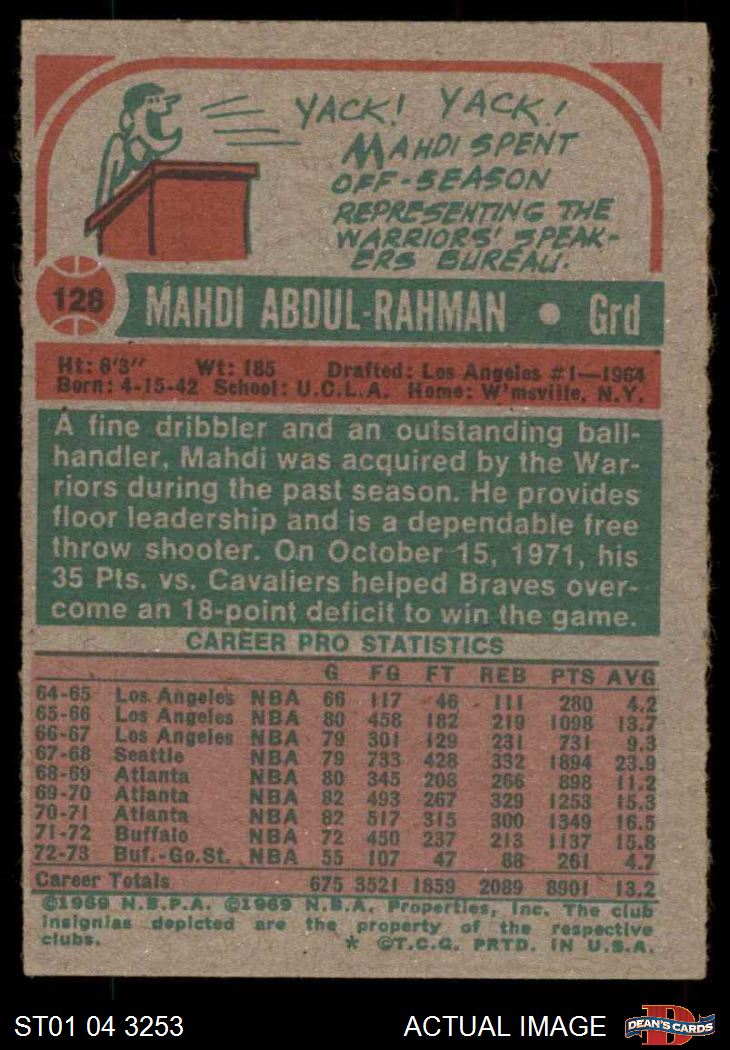 YACK! YACK!
MAHDI SPENT
OFF-SEASON
REPRESENTING THE
WARRIORS' SPEAK-
ERS BUREAU.
128
MAHDI ABDUL-RAHMAN • Grd
Ht: 6'3" Wt: 185 Drafted: Los Angeles #1—1964
Born: 4-15-42 School: U.C.L.A. Home: W'msville, N.Y.
A fine dribbler and an outstanding ball-
handler, Mahdi was acquired by the War-
riors during the past season. He provides
floor leadership and is a dependable free
throw shooter. On October 15, 1971, his
35 Pts. vs. Cavaliers helped Braves over-
come an 18-point deficit to win the game.
CAREER PRO STATISTICS
G FG FT REB PTS AVG
64-65 Los Angeles NBA 66 117 46 111 280 4.2
65-66 Los Angeles NBA 80 458 182 219 1098 13.7
66-67 Los Angeles NBA 79 301 129 231 731 9.3
67-68 Seattle NBA 79 733 428 332 1894 23.9
68-69 Atlanta NBA 80 345 208 266 898 11.2
69-70 Atlanta NBA 82 493 267 329 1253 15.3
70-71 Atlanta NBA 82 517 315 300 1349 16.5
71-72 Buffalo NBA 72 450 237 213 1137 15.8
72-73 Buf.-Go.St. NBA 55 107 47 88 261 4.7
Career Totals 675 3521 1859 2089 8901 13.2
©1969 N.B.P.A. ©1969 N.B.A. Properties, Inc. The club
insignias depicted are the property of the respective
clubs. * ©T.C.G. PRTD. IN U.S.A.
ST01 04 3253 ACTUAL IMAGE
D
DEAN'S CARDS